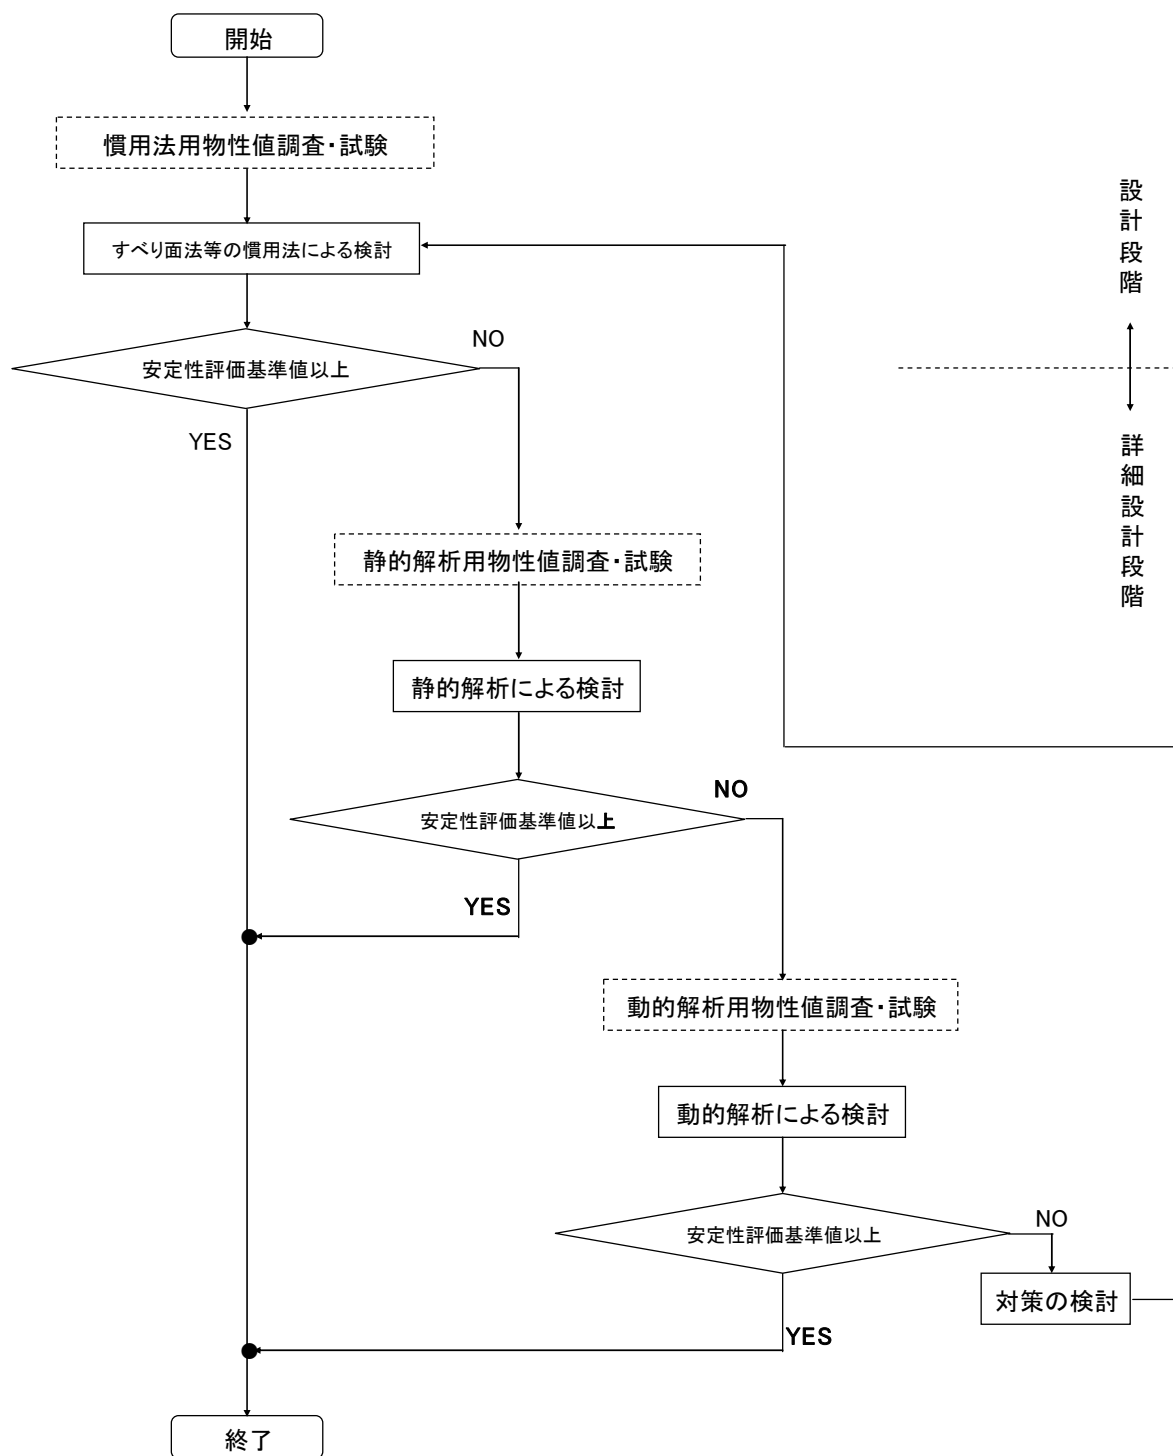 開始
慣用法用物性値調査・試験
すべり面法等の慣用法による検討
設計段階
NO
安定性評価基準値以上
YES
詳細設計段階
静的解析用物性値調査・試験
静的解析による検討
NO
安定性評価基準値以上
YES
動的解析用物性値調査・試験
動的解析による検討
NO
安定性評価基準値以上
対策の検討
YES
終了